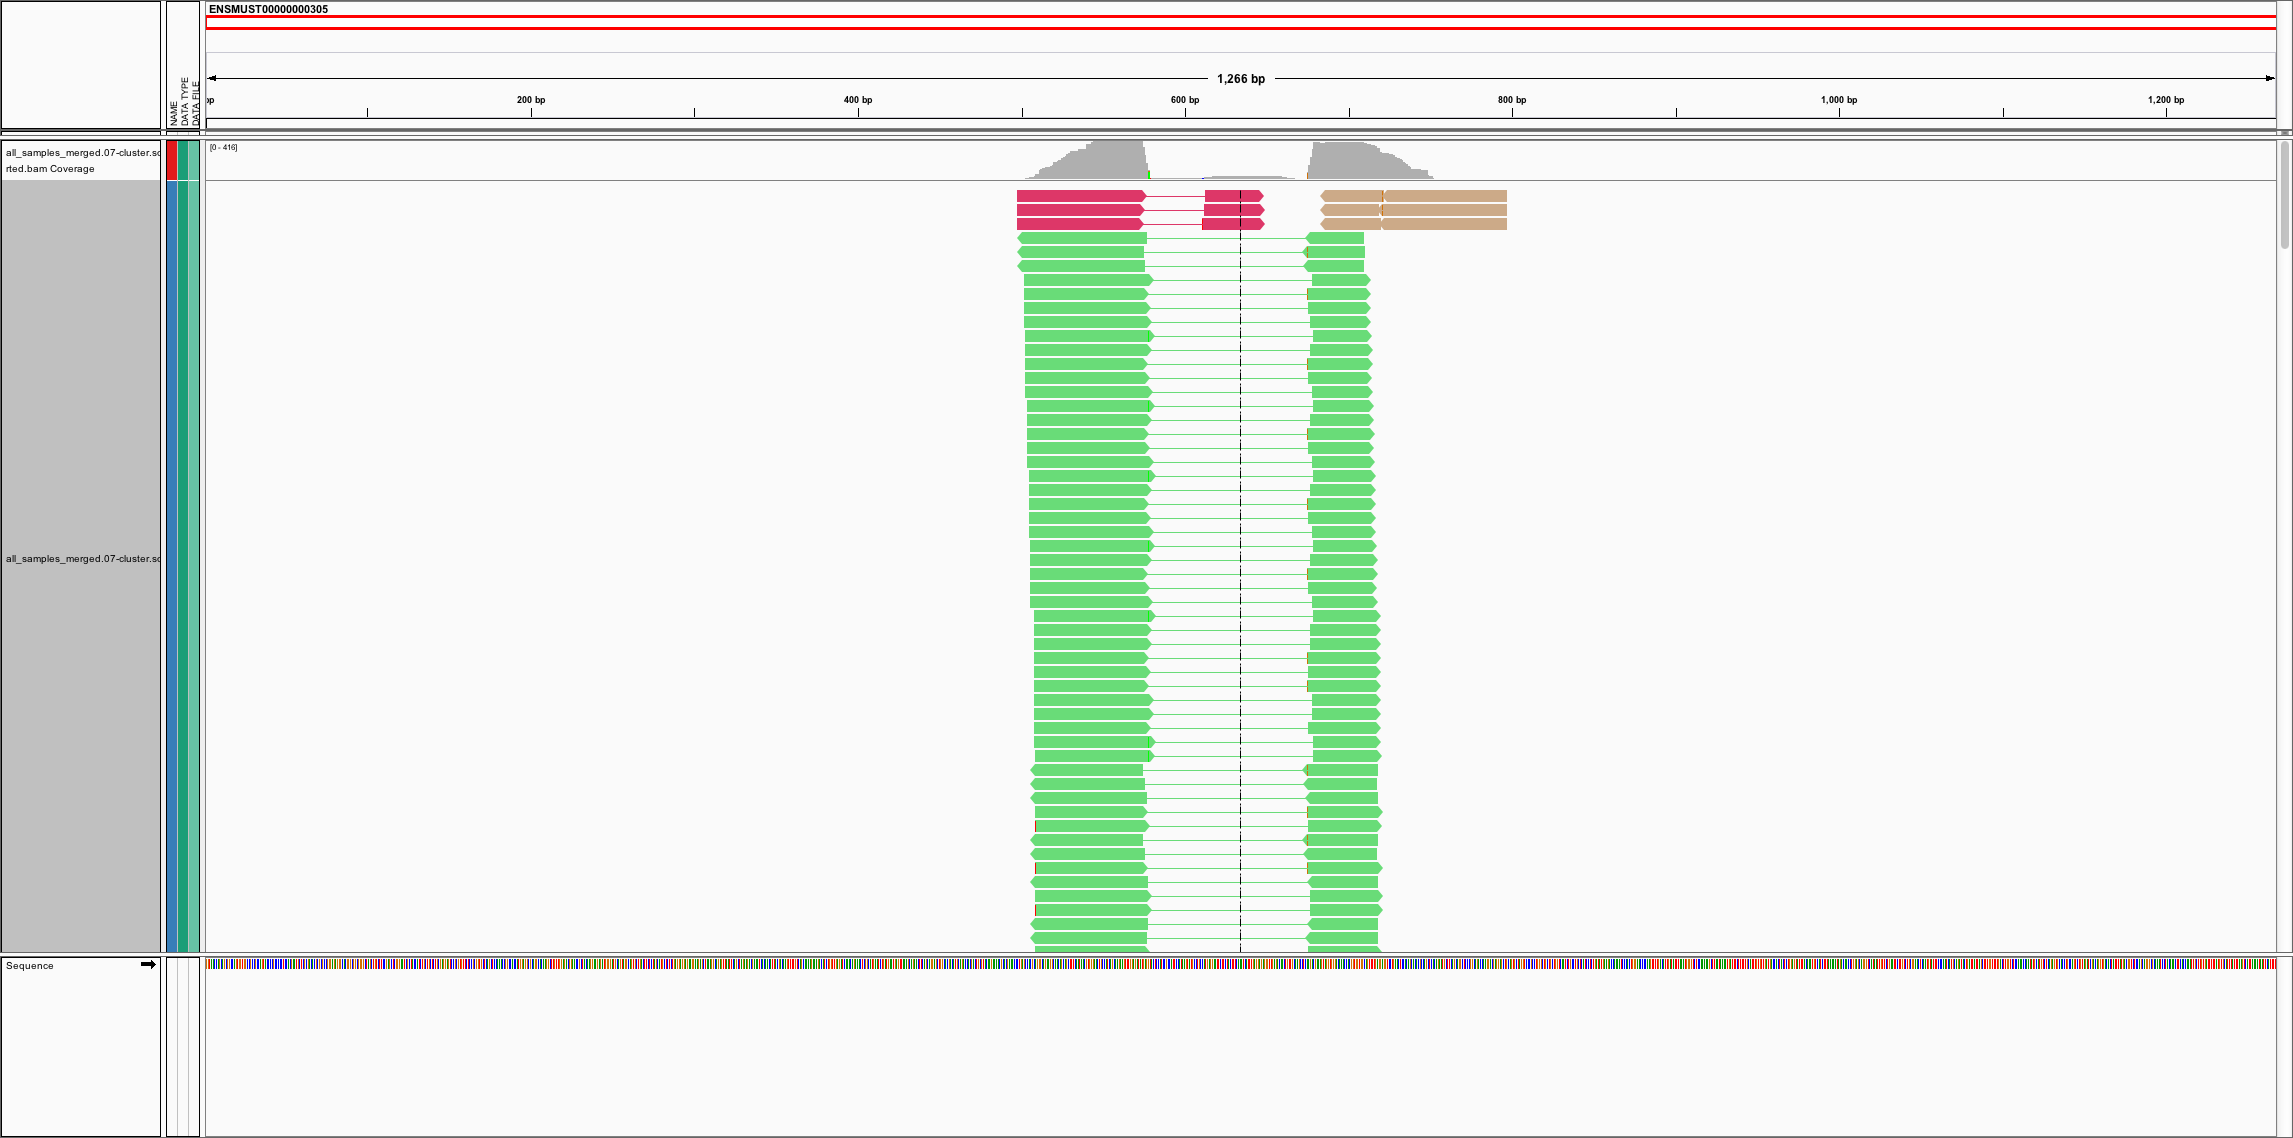 ENSMUST00000000305
NAME
DATA TYPE
DATA FILE
1,266 bp
bp
200 bp
400 bp
600 bp
800 bp
1,000 bp
1,200 bp
all_samples_merged.07-cluster.so
rted.bam Coverage
[0 - 416]
all_samples_merged.07-cluster.so
Sequence